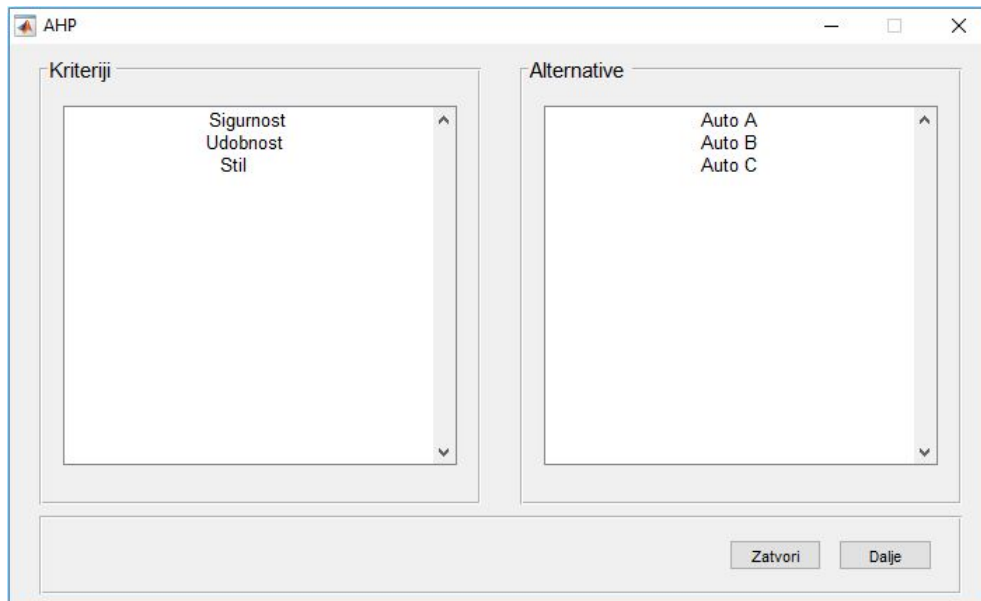 AHP
Kriteriji
Sigurnost
Udobnost
Stil
Alternative
Auto A
Auto B
Auto C
Zatvori
Dalje